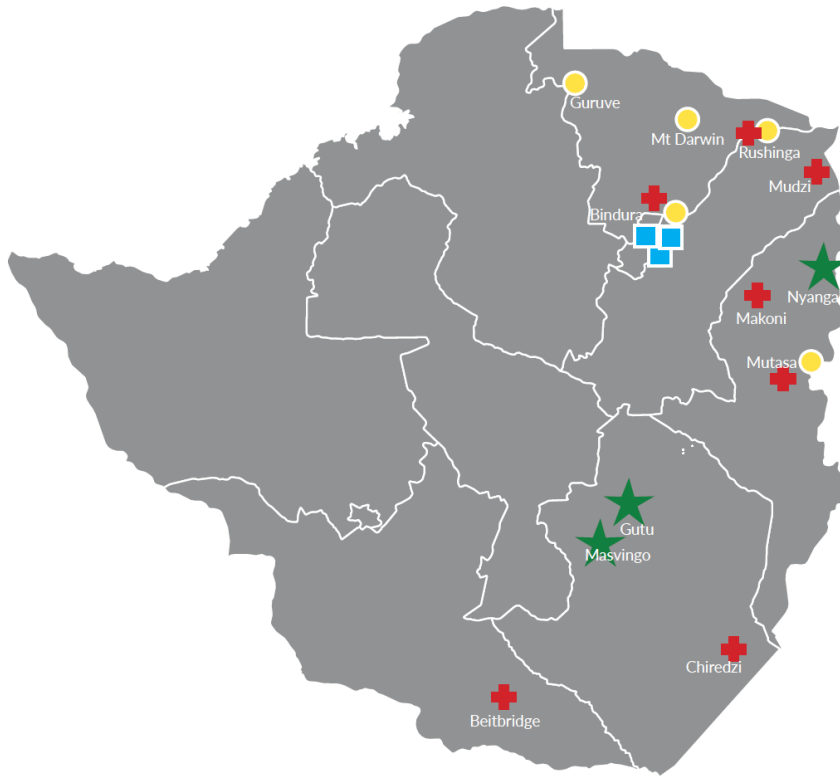 Guruve
Mt Darwin
Rushinga
Mudzi
Bindura
Nyanga
Makoni
Mutasa
Gutu
Masvingo
Chiredzi
Beitbridge